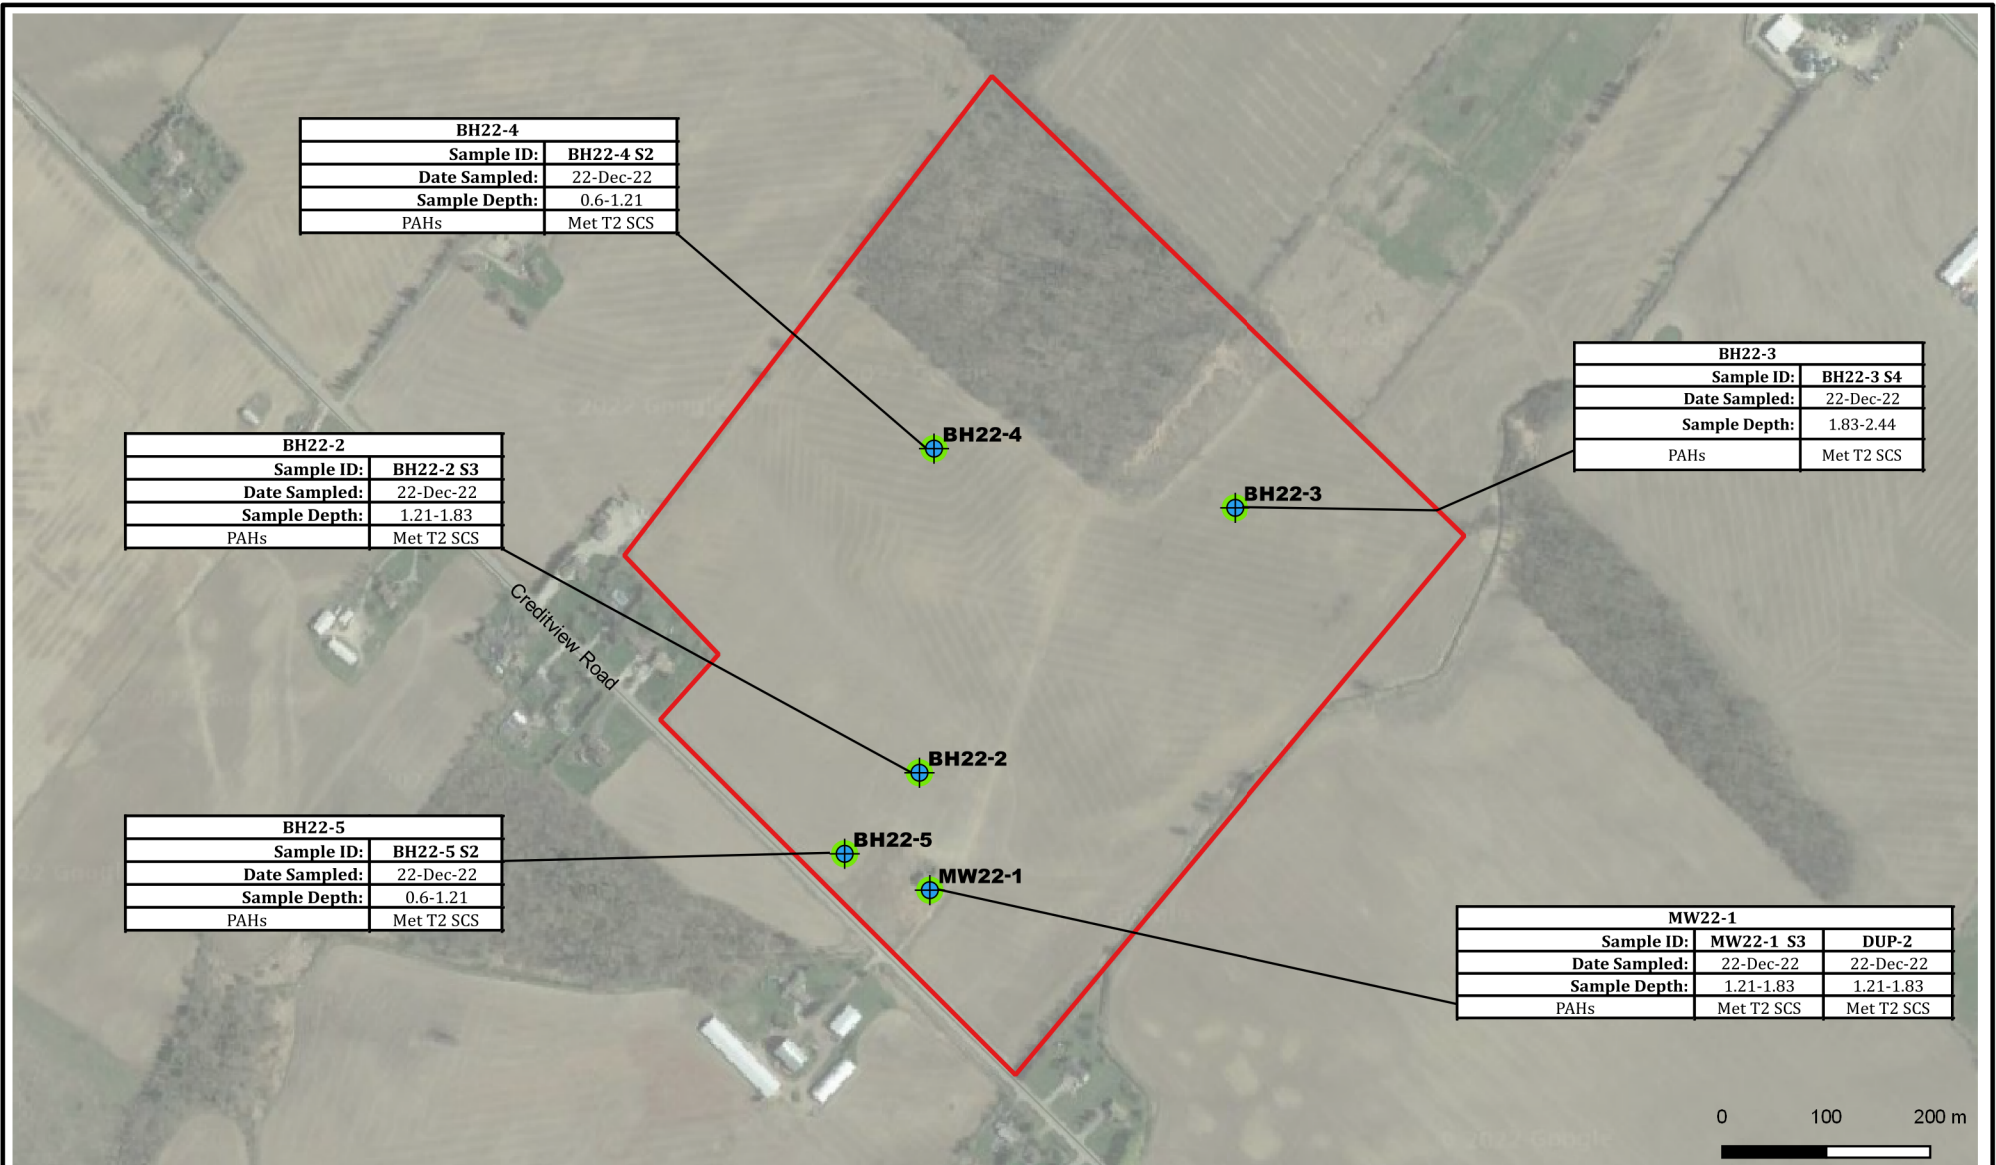 BH22-4
Sample ID: BH22-4 S2
Date Sampled: 22-Dec-22
Sample Depth: 0.6-1.21
PAHs Met T2 SCS
BH22-3
Sample ID: BH22-3 S4
Date Sampled: 22-Dec-22
Sample Depth: 1.83-2.44
PAHs Met T2 SCS
BH22-4
BH22-2
Sample ID: BH22-2 S3
Date Sampled: 22-Dec-22
Sample Depth: 1.21-1.83
PAHs Met T2 SCS
BH22-3
Creditview Road
BH22-2
BH22-5
Sample ID: BH22-5 S2
Date Sampled: 22-Dec-22
Sample Depth: 0.6-1.21
PAHs Met T2 SCS
BH22-5
MW22-1
MW22-1
Sample ID: MW22-1 S3 DUP-2
Date Sampled: 22-Dec-22 22-Dec-22
Sample Depth: 1.21-1.83 1.21-1.83
PAHs Met T2 SCS Met T2 SCS
0 100 200 m